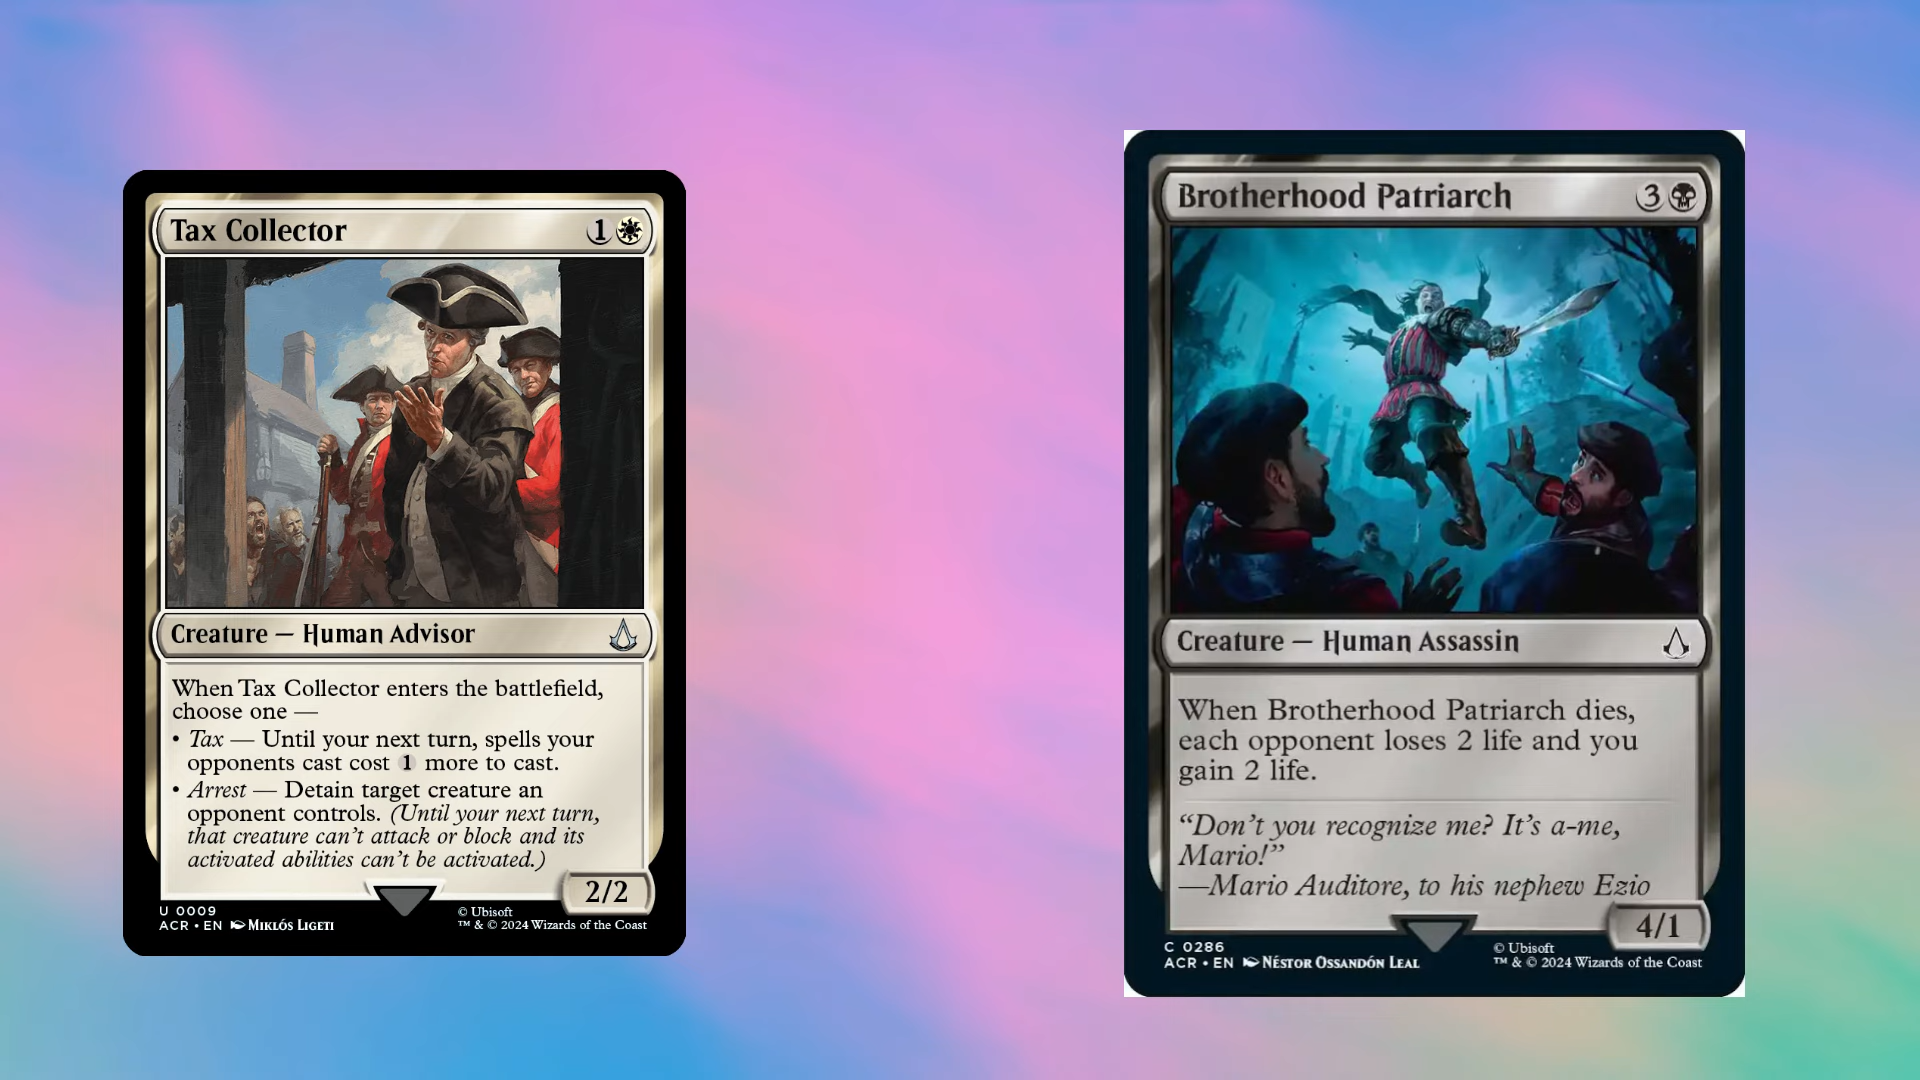 Tax Collector 1
Creature — Human Advisor
When Tax Collector enters the battlefield,
choose one —
• Tax — Until your next turn, spells your
opponents cast cost 1 more to cast.
• Arrest — Detain target creature an
opponent controls. (Until your next turn,
that creature can't attack or block and its
activated abilities can't be activated.)
2/2
U 0009
ACR • EN Miklós Ligeti
© Ubisoft
™ & © 2024 Wizards of the Coast
Brotherhood Patriarch 3
Creature — Human Assassin
When Brotherhood Patriarch dies,
each opponent loses 2 life and you
gain 2 life.
“Don't you recognize me? It's a-me,
Mario!”
—Mario Auditore, to his nephew Ezio
4/1
C 0286
ACR • EN Néstor Ossandón Leal
© Ubisoft
™ & © 2024 Wizards of the Coast